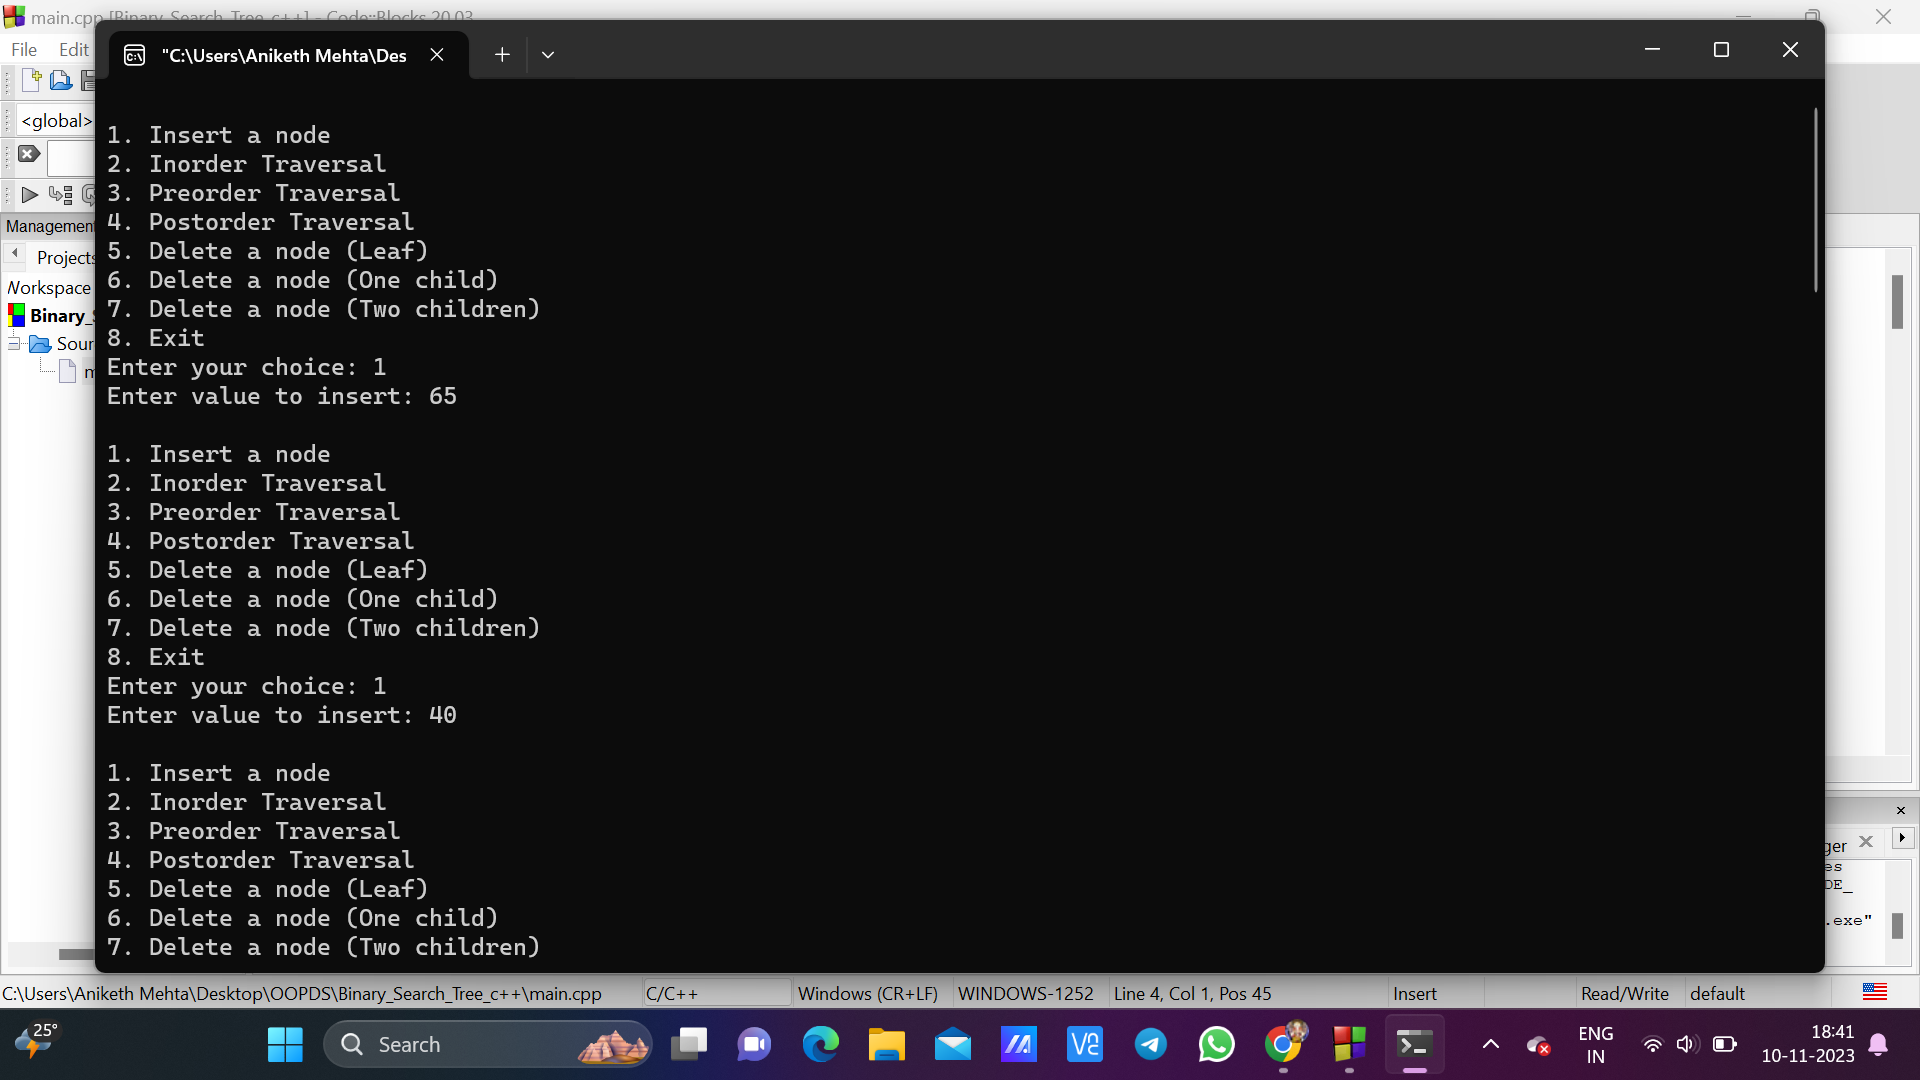 main.cpp [Binary_Search_Tree_c++] - Code::Blocks 20.03
File Edit
"C:\Users\Aniketh Mehta\Des
<global>
Management
Projects
Workspace
Binary_
Sour
m
1. Insert a node
2. Inorder Traversal
3. Preorder Traversal
4. Postorder Traversal
5. Delete a node (Leaf)
6. Delete a node (One child)
7. Delete a node (Two children)
8. Exit
Enter your choice: 1
Enter value to insert: 65
1. Insert a node
2. Inorder Traversal
3. Preorder Traversal
4. Postorder Traversal
5. Delete a node (Leaf)
6. Delete a node (One child)
7. Delete a node (Two children)
8. Exit
Enter your choice: 1
Enter value to insert: 40
1. Insert a node
2. Inorder Traversal
3. Preorder Traversal
4. Postorder Traversal
5. Delete a node (Leaf)
6. Delete a node (One child)
7. Delete a node (Two children)
ger
es
DE_
.exe"
C:\Users\Aniketh Mehta\Desktop\OOPDS\Binary_Search_Tree_c++\main.cpp C/C++ Windows (CR+LF) WINDOWS-1252 Line 4, Col 1, Pos 45 Insert Read/Write default
25°
Search
ENG
IN
18:41
10-11-2023